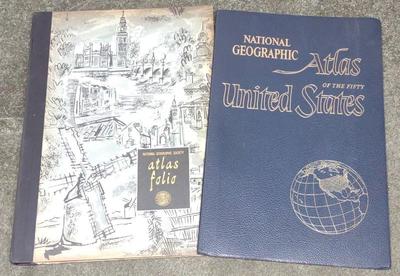 NATIONAL GEOGRAPHIC SOCIETY
atlas
folio
NATIONAL
GEOGRAPHIC
Atlas
OF THE FIFTY
United States